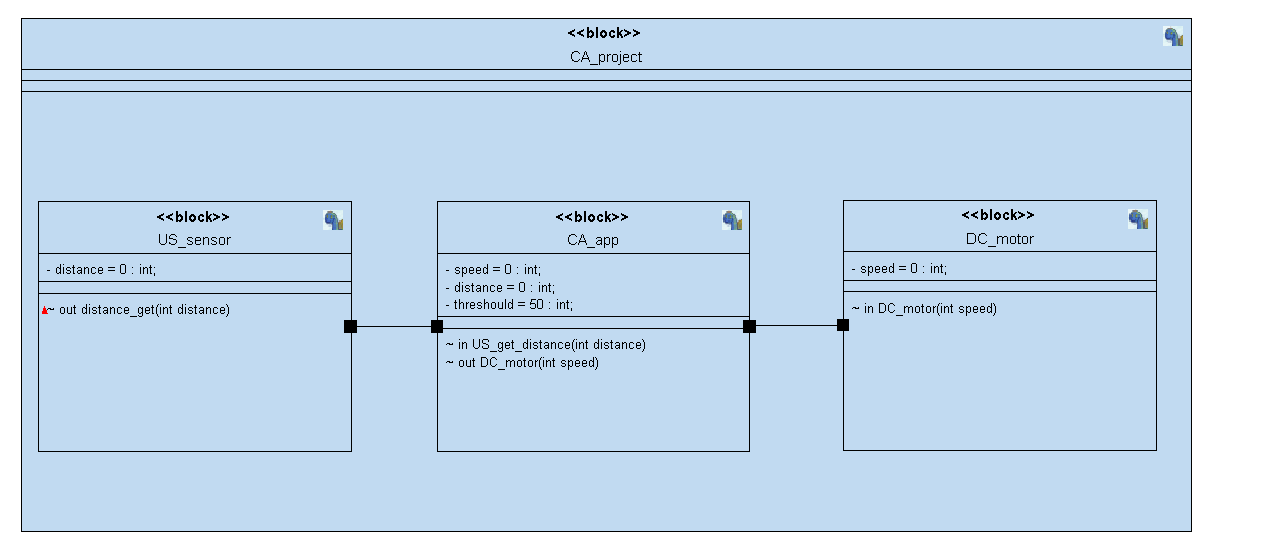 <<block>>
CA_project
<<block>>
US_sensor
- distance = 0 : int;
~ out distance_get(int distance)
<<block>>
CA_app
- speed = 0 : int;
- distance = 0 : int;
- threshould = 50 : int;
~ in US_get_distance(int distance)
~ out DC_motor(int speed)
<<block>>
DC_motor
- speed = 0 : int;
~ in DC_motor(int speed)